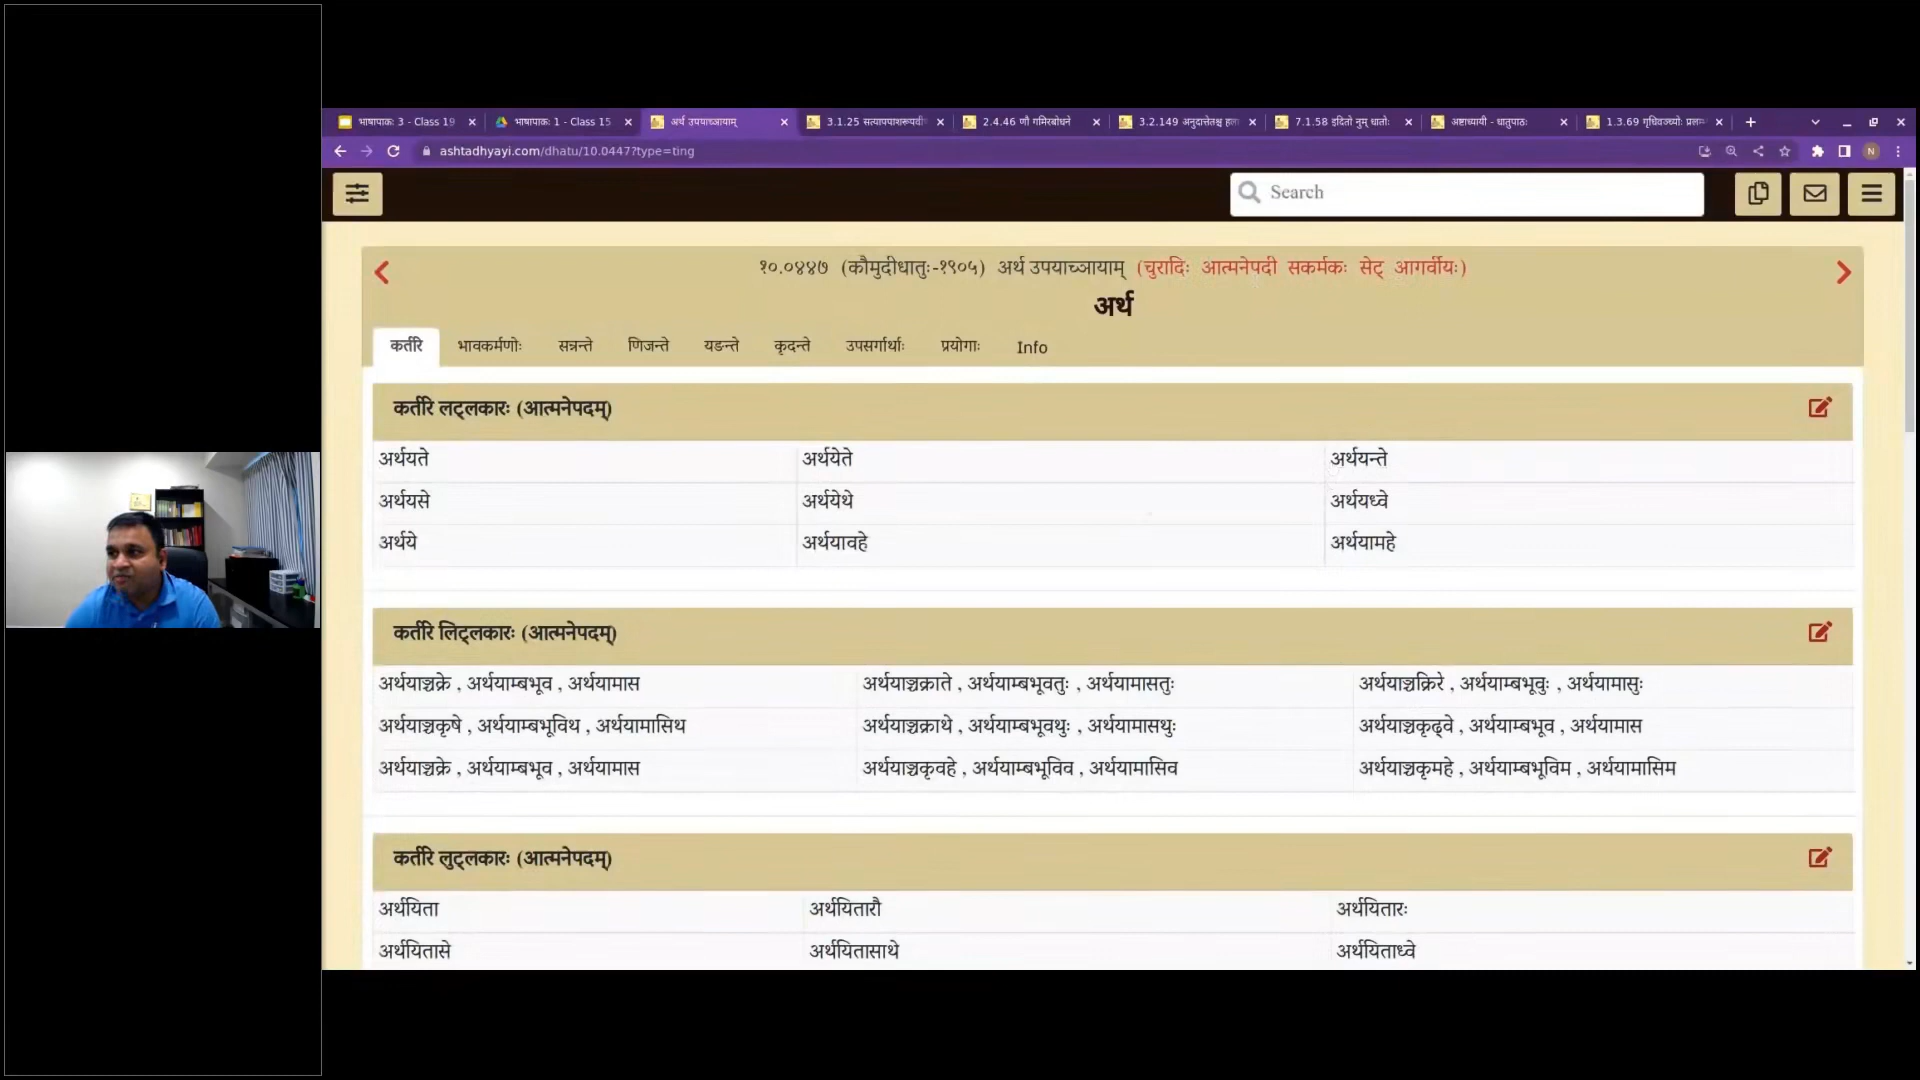 भाषापाकः 3 - Class 19
भाषापाकः 1 - Class 15
अर्थ उपयाच्ञायाम्
3.1.25 सत्यापपाशरूपवी
2.4.46 णौ गमिरबोधने
3.2.149 अनुदात्तेतश्च हला
7.1.58 इदितो नुम् धातोः
अष्टाध्यायी - धातुपाठः
1.3.69 गृधिवञ्च्योः प्रलम्
ashtadhyayi.com/dhatu/10.0447?type=ting
N
Search
१०.०४४७ (कौमुदीधातुः-१९०५) अर्थ उपयाच्ञायाम् (चुरादिः आत्मनेपदी सकर्मकः सेट् आगर्वीयः)
अर्थ
कर्तरि भावकर्मणोः सन्नन्ते णिजन्ते यङन्ते कृदन्ते उपसर्गार्थाः प्रयोगाः Info
कर्तरि लट्लकारः (आत्मनेपदम्)
अर्थयते अर्थयेते अर्थयन्ते
अर्थयसे अर्थयेथे अर्थयध्वे
अर्थये अर्थयावहे अर्थयामहे
कर्तरि लिट्लकारः (आत्मनेपदम्)
अर्थयाञ्चक्रे , अर्थयाम्बभूव , अर्थयामास अर्थयाञ्चक्राते , अर्थयाम्बभूवतुः , अर्थयामासतुः अर्थयाञ्चक्रिरे , अर्थयाम्बभूवुः , अर्थयामासुः
अर्थयाञ्चकृषे , अर्थयाम्बभूविथ , अर्थयामासिथ अर्थयाञ्चक्राथे , अर्थयाम्बभूवथुः , अर्थयामासथुः अर्थयाञ्चकृढ्वे , अर्थयाम्बभूव , अर्थयामास
अर्थयाञ्चक्रे , अर्थयाम्बभूव , अर्थयामास अर्थयाञ्चकृवहे , अर्थयाम्बभूविव , अर्थयामासिव अर्थयाञ्चकृमहे , अर्थयाम्बभूविम , अर्थयामासिम
कर्तरि लुट्लकारः (आत्मनेपदम्)
अर्थयिता अर्थयितारौ अर्थयितारः
अर्थयितासे अर्थयितासाथे अर्थयिताध्वे